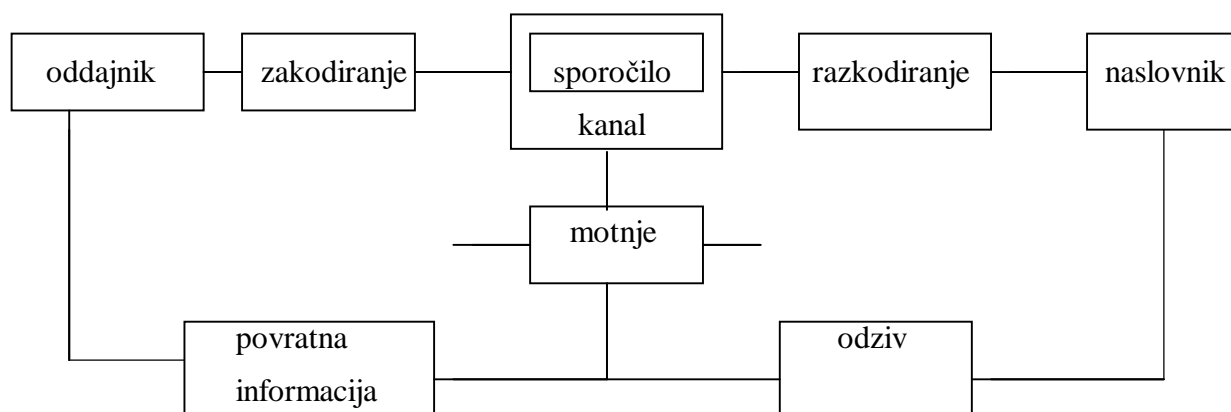 oddajnik
zakodiranje
sporočilo
kanal
razkodiranje
naslovnik
motnje
povratna
informacija
odziv